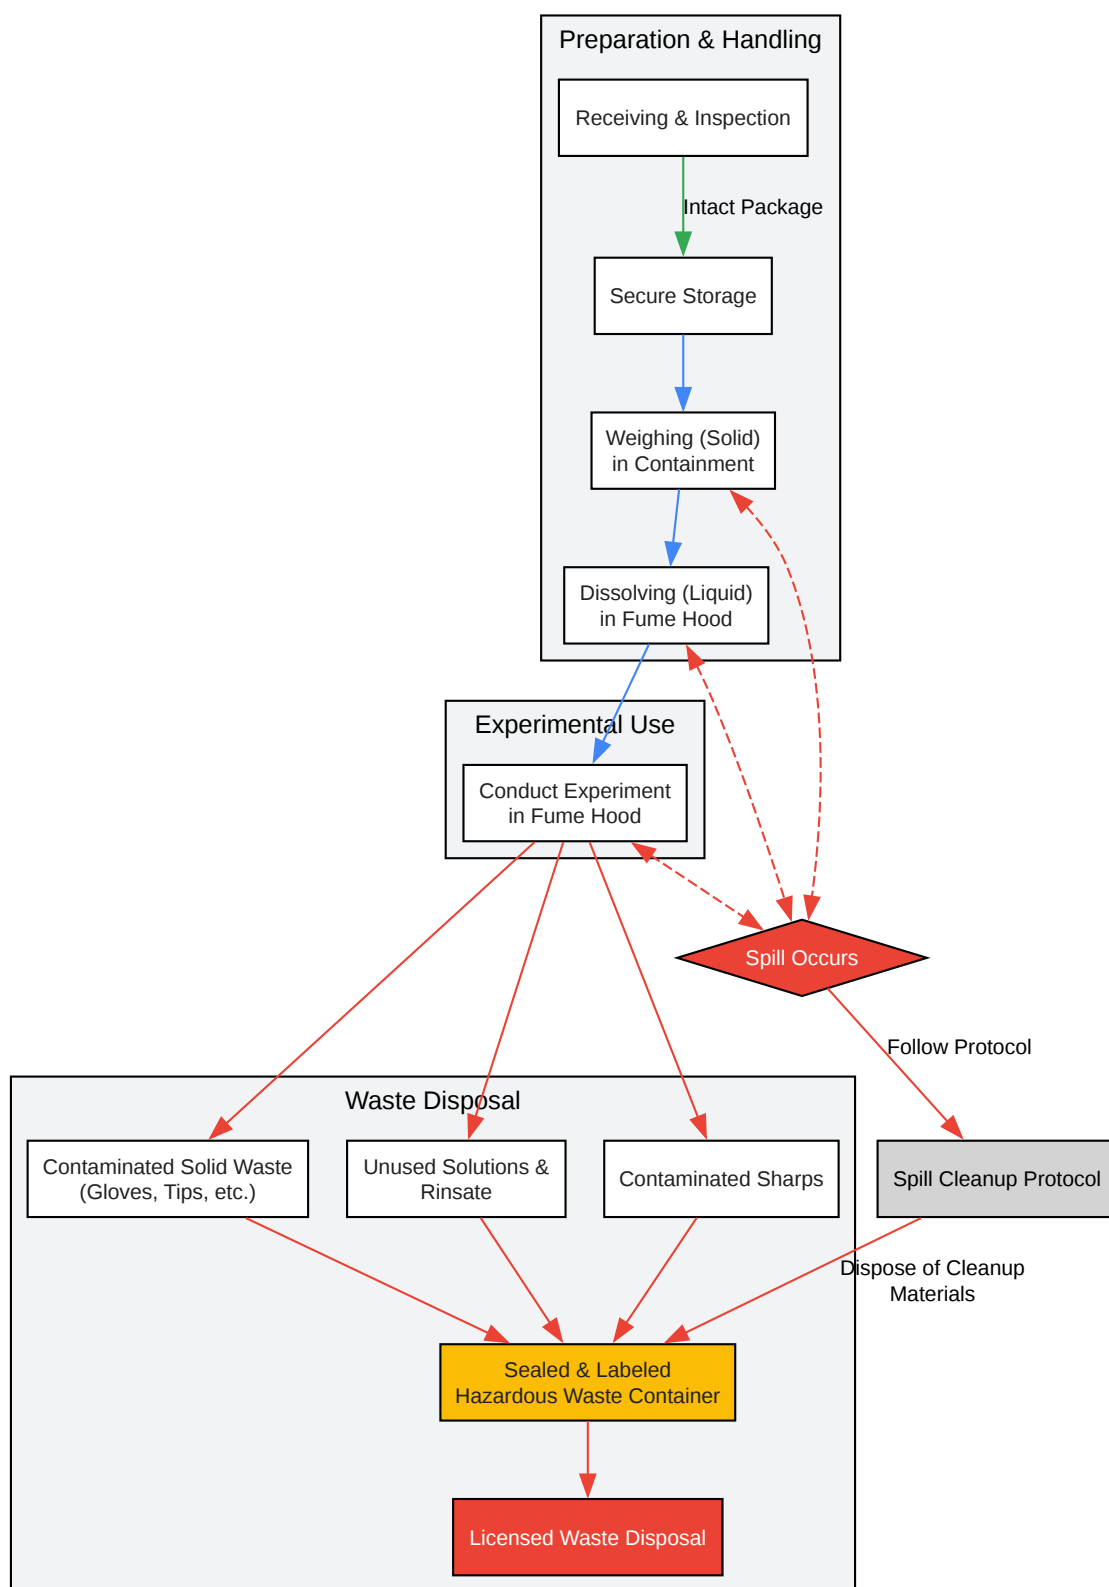 Preparation & Handling
Receiving & Inspection
Intact Package
Secure Storage
Weighing (Solid)
in Containment
Dissolving (Liquid)
in Fume Hood
Experimental Use
Conduct Experiment
in Fume Hood
Spill Occurs
Follow Protocol
Waste Disposal
Contaminated Solid Waste
(Gloves, Tips, etc.)
Unused Solutions &
Rinsate
Contaminated Sharps
Spill Cleanup Protocol
Dispose of Cleanup
Materials
Sealed & Labeled
Hazardous Waste Container
Licensed Waste Disposal